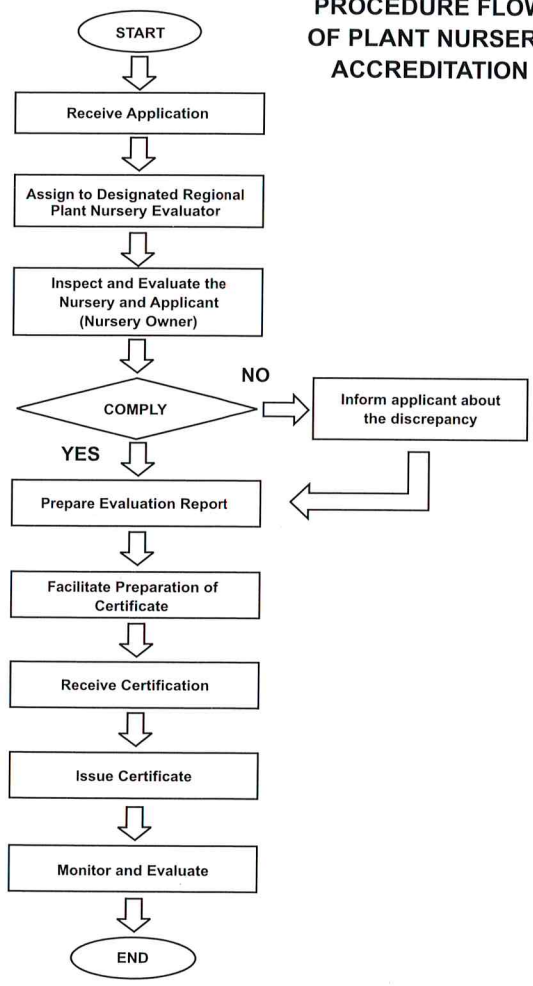 PROCEDURE FLOW
OF PLANT NURSER
ACCREDITATION
START
Receive Application
Assign to Designated Regional
Plant Nursery Evaluator
Inspect and Evaluate the
Nursery and Applicant
(Nursery Owner)
COMPLY
NO
Inform applicant about
the discrepancy
YES
Prepare Evaluation Report
Facilitate Preparation of
Certificate
Receive Certification
Issue Certificate
Monitor and Evaluate
END